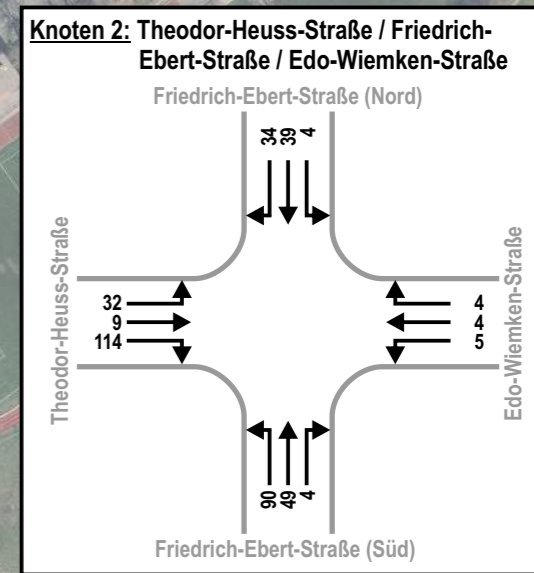 Knoten 2: Theodor-Heuss-Straße / Friedrich-
Ebert-Straße / Edo-Wiemken-Straße
Friedrich-Ebert-Straße (Nord)
34
39
4
Theodor-Heuss-Straße
32
9
114
4
4
5
Edo-Wiemken-Straße
90
49
4
Friedrich-Ebert-Straße (Süd)